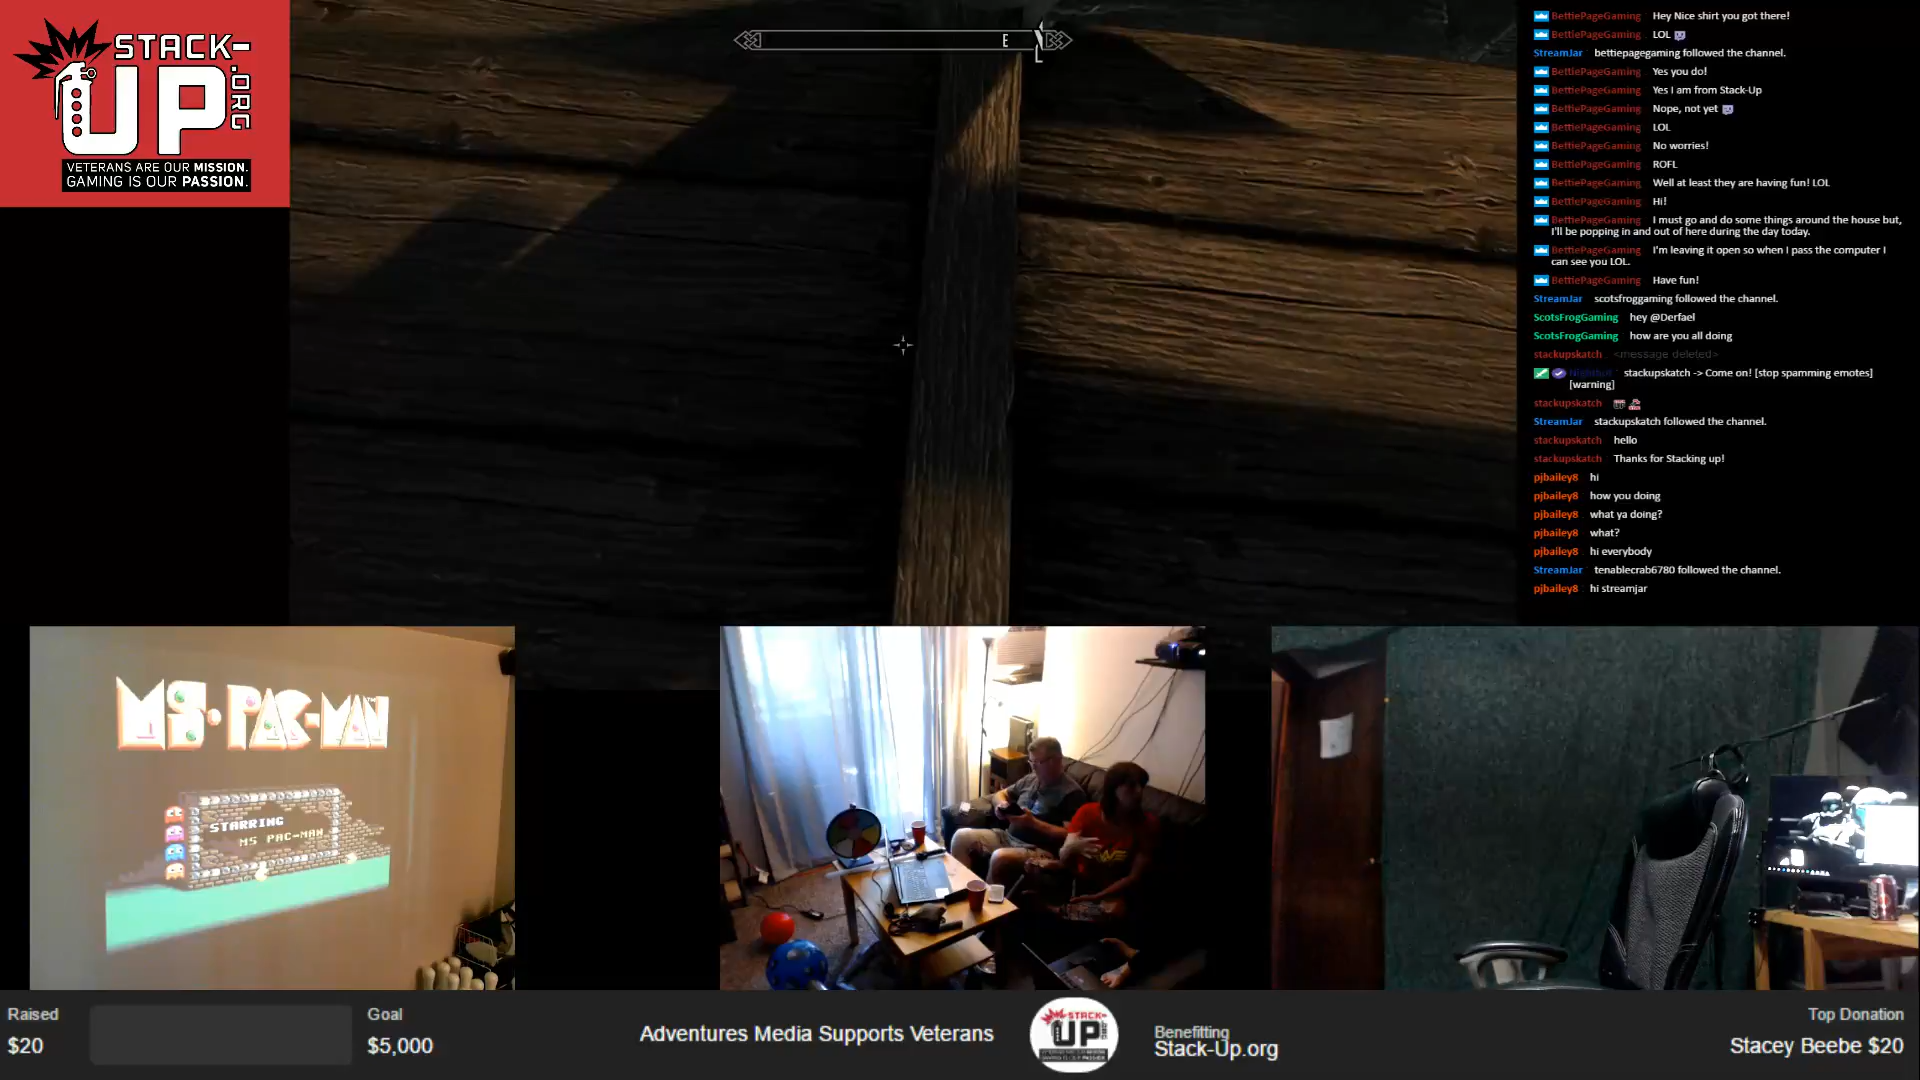 STACK-
UP
.ORG
VETERANS ARE OUR MISSION.
GAMING IS OUR PASSION.
E
BettiePageGaming Hey Nice shirt you got there!
BettiePageGaming LOL
StreamJar bettiepagegaming followed the channel.
BettiePageGaming Yes you do!
BettiePageGaming Yes I am from Stack-Up
BettiePageGaming Nope, not yet
BettiePageGaming LOL
BettiePageGaming No worries!
BettiePageGaming ROFL
BettiePageGaming Well at least they are having fun! LOL
BettiePageGaming Hi!
BettiePageGaming I must go and do some things around the house but,
I'll be popping in and out of here during the day today.
BettiePageGaming I'm leaving it open so when I pass the computer I
can see you LOL.
BettiePageGaming Have fun!
StreamJar scotsfroggaming followed the channel.
ScotsFrogGaming hey @Derfael
ScotsFrogGaming how are you all doing
stackupskatch <message deleted>
Nightbot stackupskatch -> Come on! [stop spamming emotes]
[warning]
stackupskatch
StreamJar stackupskatch followed the channel.
stackupskatch hello
stackupskatch Thanks for Stacking up!
pjbailey8 hi
pjbailey8 how you doing
pjbailey8 what ya doing?
pjbailey8 what?
pjbailey8 hi everybody
StreamJar tenablecrab6780 followed the channel.
pjbailey8 hi streamjar
MS. PAC-MAN
STARRING
MS PAC-MAN
Raised
$20
Goal
$5,000
Adventures Media Supports Veterans
STACK-
UP
Benefitting
Stack-Up.org
Top Donation
Stacey Beebe $20